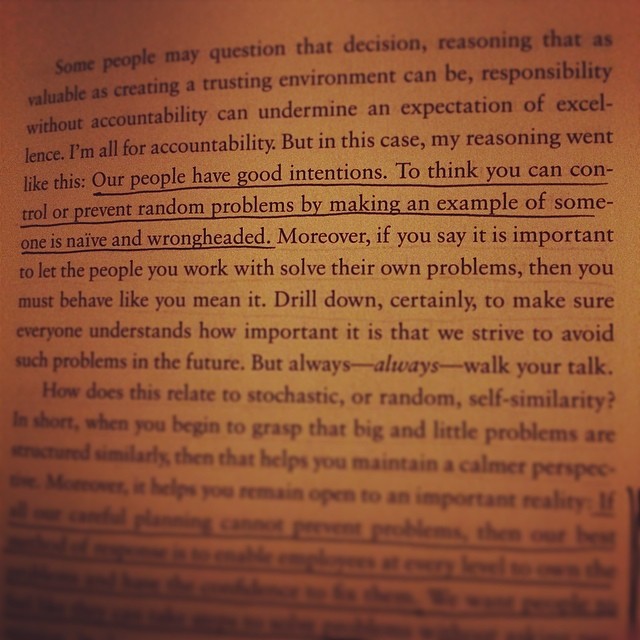 Some people may question that decision, reasoning that as
valuable as creating a trusting environment can be, responsibility
without accountability can undermine an expectation of excel-
lence. I'm all for accountability. But in this case, my reasoning went
like this: Our people have good intentions. To think you can con-
trol or prevent random problems by making an example of some-
one is naïve and wrongheaded. Moreover, if you say it is important
to let the people you work with solve their own problems, then you
must behave like you mean it. Drill down, certainly, to make sure
everyone understands how important it is that we strive to avoid
such problems in the future. But always—always—walk your talk.
How does this relate to stochastic, or random, self-similarity?
In short, when you begin to grasp that big and little problems are
structured similarly, then that helps you maintain a calmer perspec-
tive. Moreover, it helps you remain open to an important reality: If
all our careful planning cannot prevent problems, then our best
method of response is to enable employees at every level to own the
problems and have the confidence to fix them. We want people to